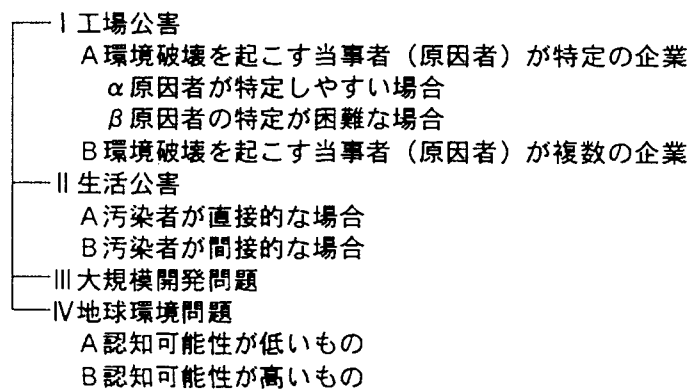 Ⅰ工場公害
A環境破壊を起こす当事者（原因者）が特定の企業
α原因者が特定しやすい場合
β原因者の特定が困難な場合
B環境破壊を起こす当事者（原因者）が複数の企業
Ⅱ生活公害
A汚染者が直接的な場合
B汚染者が間接的な場合
Ⅲ大規模開発問題
Ⅳ地球環境問題
A認知可能性が低いもの
B認知可能性が高いもの